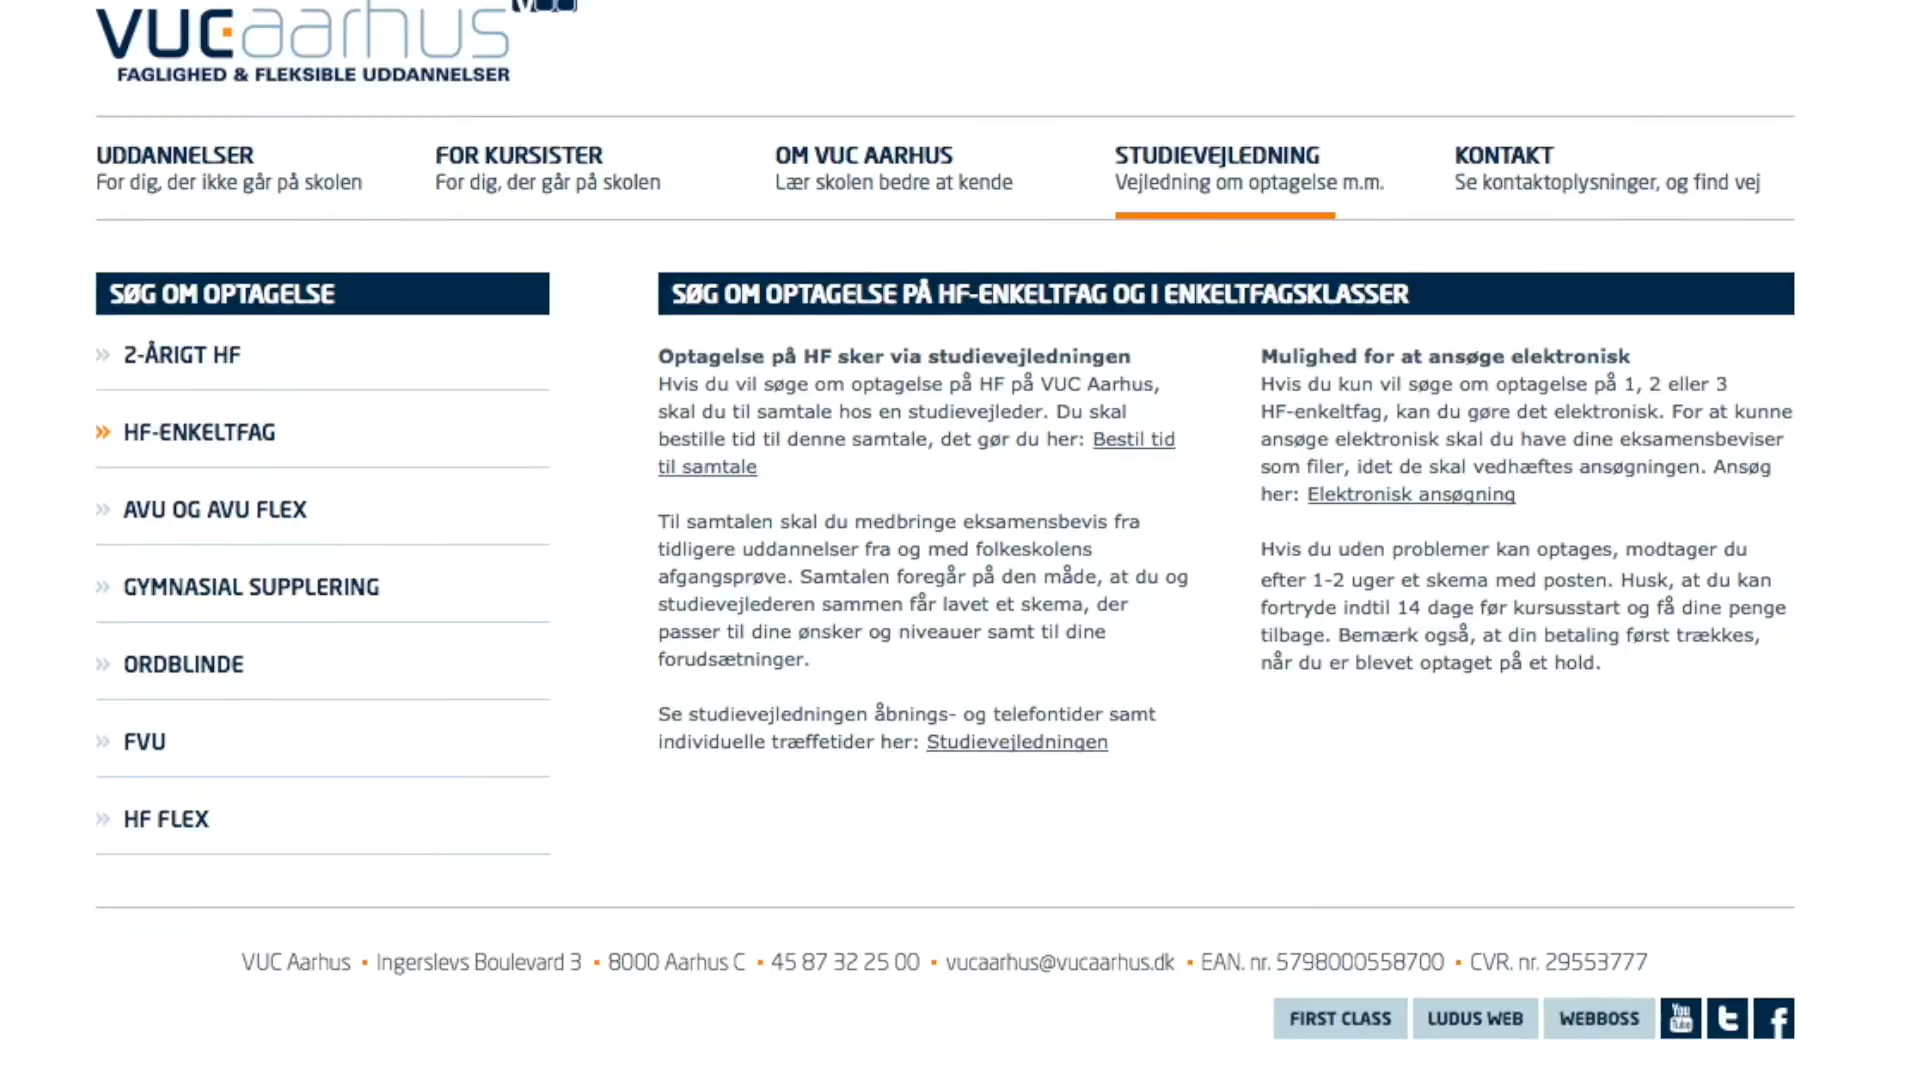 VUCaarhus
FAGLIGHED & FLEKSIBLE UDDANNELSER
UDDANNELSER
For dig, der ikke går på skolen
FOR KURSISTER
For dig, der går på skolen
OM VUC AARHUS
Lær skolen bedre at kende
STUDIEVEJLEDNING
Vejledning om optagelse m.m.
KONTAKT
Se kontaktoplysninger, og find vej
SØG OM OPTAGELSE
2-ÅRIGT HF
HF-ENKELTFAG
AVU OG AVU FLEX
GYMNASIAL SUPPLERING
ORDBLINDE
FVU
HF FLEX
SØG OM OPTAGELSE PÅ HF-ENKELTFAG OG I ENKELTFAGSKLASSER
Optagelse på HF sker via studievejledningen
Hvis du vil søge om optagelse på HF på VUC Aarhus,
skal du til samtale hos en studievejleder. Du skal
bestille tid til denne samtale, det gør du her: Bestil tid
til samtale
Til samtalen skal du medbringe eksamensbevis fra
tidligere uddannelser fra og med folkeskolens
afgangsprøve. Samtalen foregår på den måde, at du og
studievejlederen sammen får lavet et skema, der
passer til dine ønsker og niveauer samt til dine
forudsætninger.
Se studievejledningen åbnings- og telefontider samt
individuelle træffetider her: Studievejledningen
Mulighed for at ansøge elektronisk
Hvis du kun vil søge om optagelse på 1, 2 eller 3
HF-enkeltfag, kan du gøre det elektronisk. For at kunne
ansøge elektronisk skal du have dine eksamensbeviser
som filer, idet de skal vedhæftes ansøgningen. Ansøg
her: Elektronisk ansøgning
Hvis du uden problemer kan optages, modtager du
efter 1-2 uger et skema med posten. Husk, at du kan
fortryde indtil 14 dage før kursusstart og få dine penge
tilbage. Bemærk også, at din betaling først trækkes,
når du er blevet optaget på et hold.
VUC Aarhus ▪ Ingerslevs Boulevard 3 ▪ 8000 Aarhus C ▪ 45 87 32 25 00 ▪ vucaarhus@vucaarhus.dk ▪ EAN. nr. 5798000558700 ▪ CVR. nr. 29553777
FIRST CLASS
LUDUS WEB
WEBBOSS
You
Tube